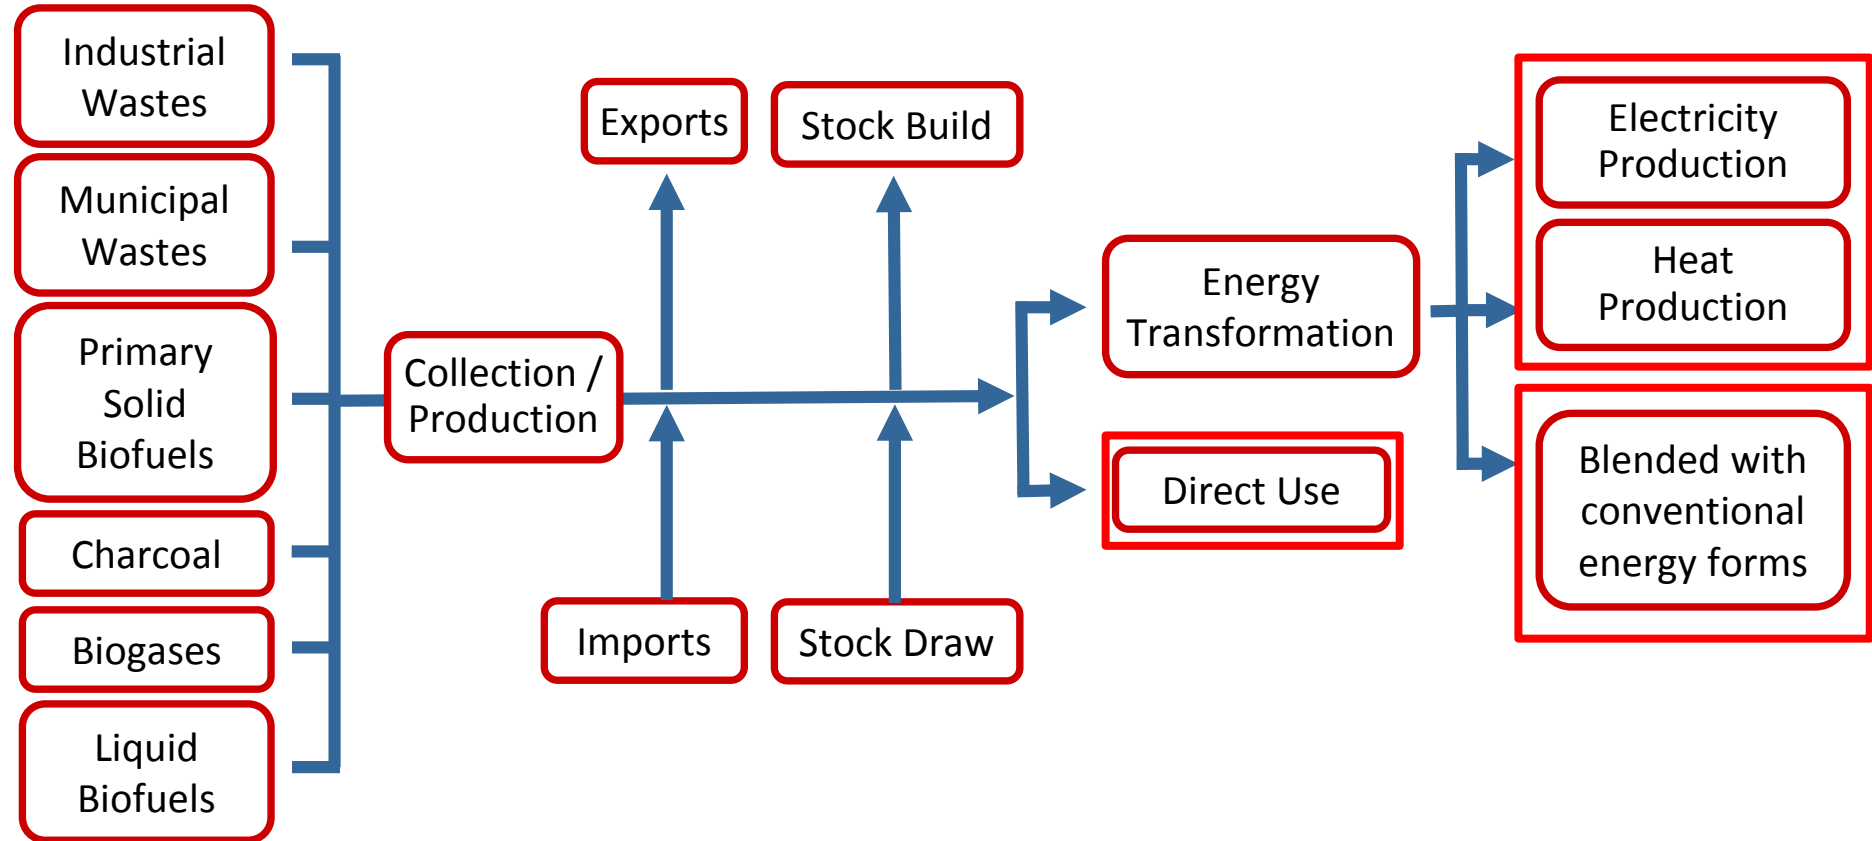 Industrial
Wastes
Municipal
Wastes
Primary
Solid
Biofuels
Charcoal
Biogases
Liquid
Biofuels
Collection /
Production
Exports
Stock Build
Imports
Stock Draw
Energy
Transformation
Direct Use
Electricity
Production
Heat
Production
Blended with
conventional
energy forms